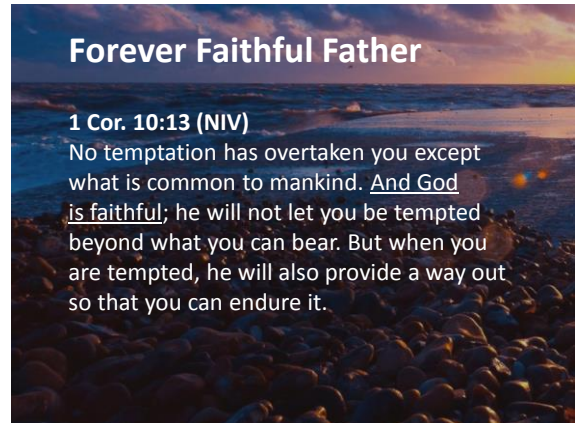 Forever Faithful Father
1 Cor. 10:13 (NIV)
No temptation has overtaken you except
what is common to mankind. And God
is faithful; he will not let you be tempted
beyond what you can bear. But when you
are tempted, he will also provide a way out
so that you can endure it.